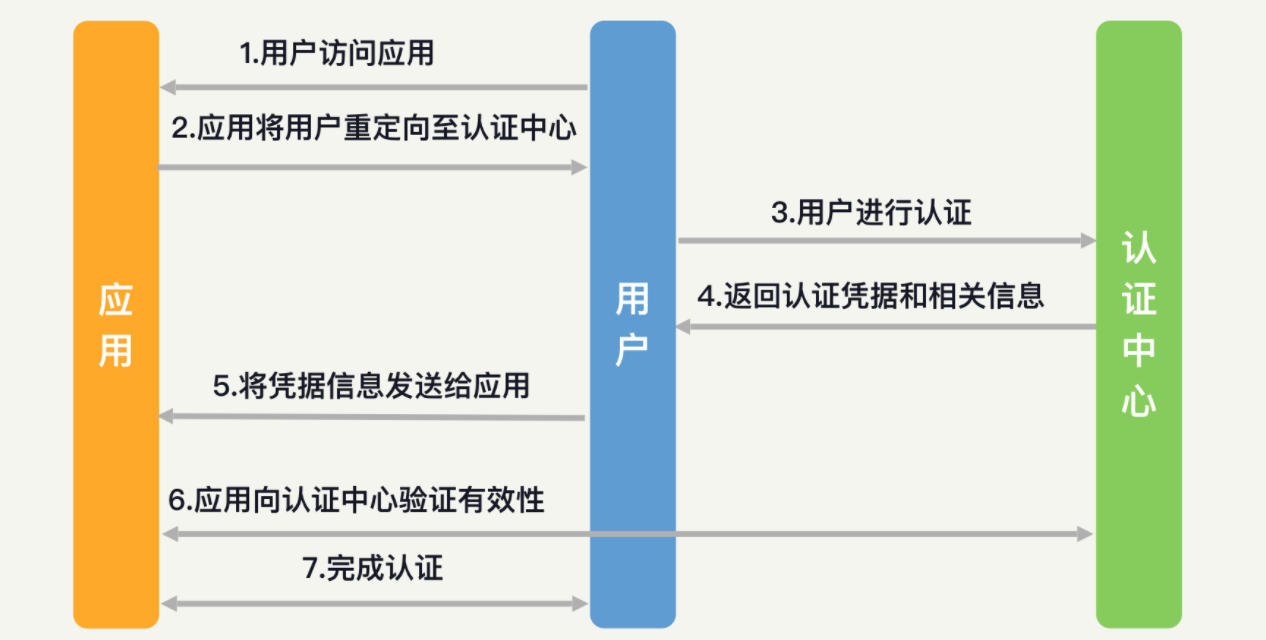 1.用户访问应用
2.应用将用户重定向至认证中心
3.用户进行认证
4.返回认证凭据和相关信息
5.将凭据信息发送给应用
6.应用向认证中心验证有效性
7.完成认证
应用
用户
认证中心